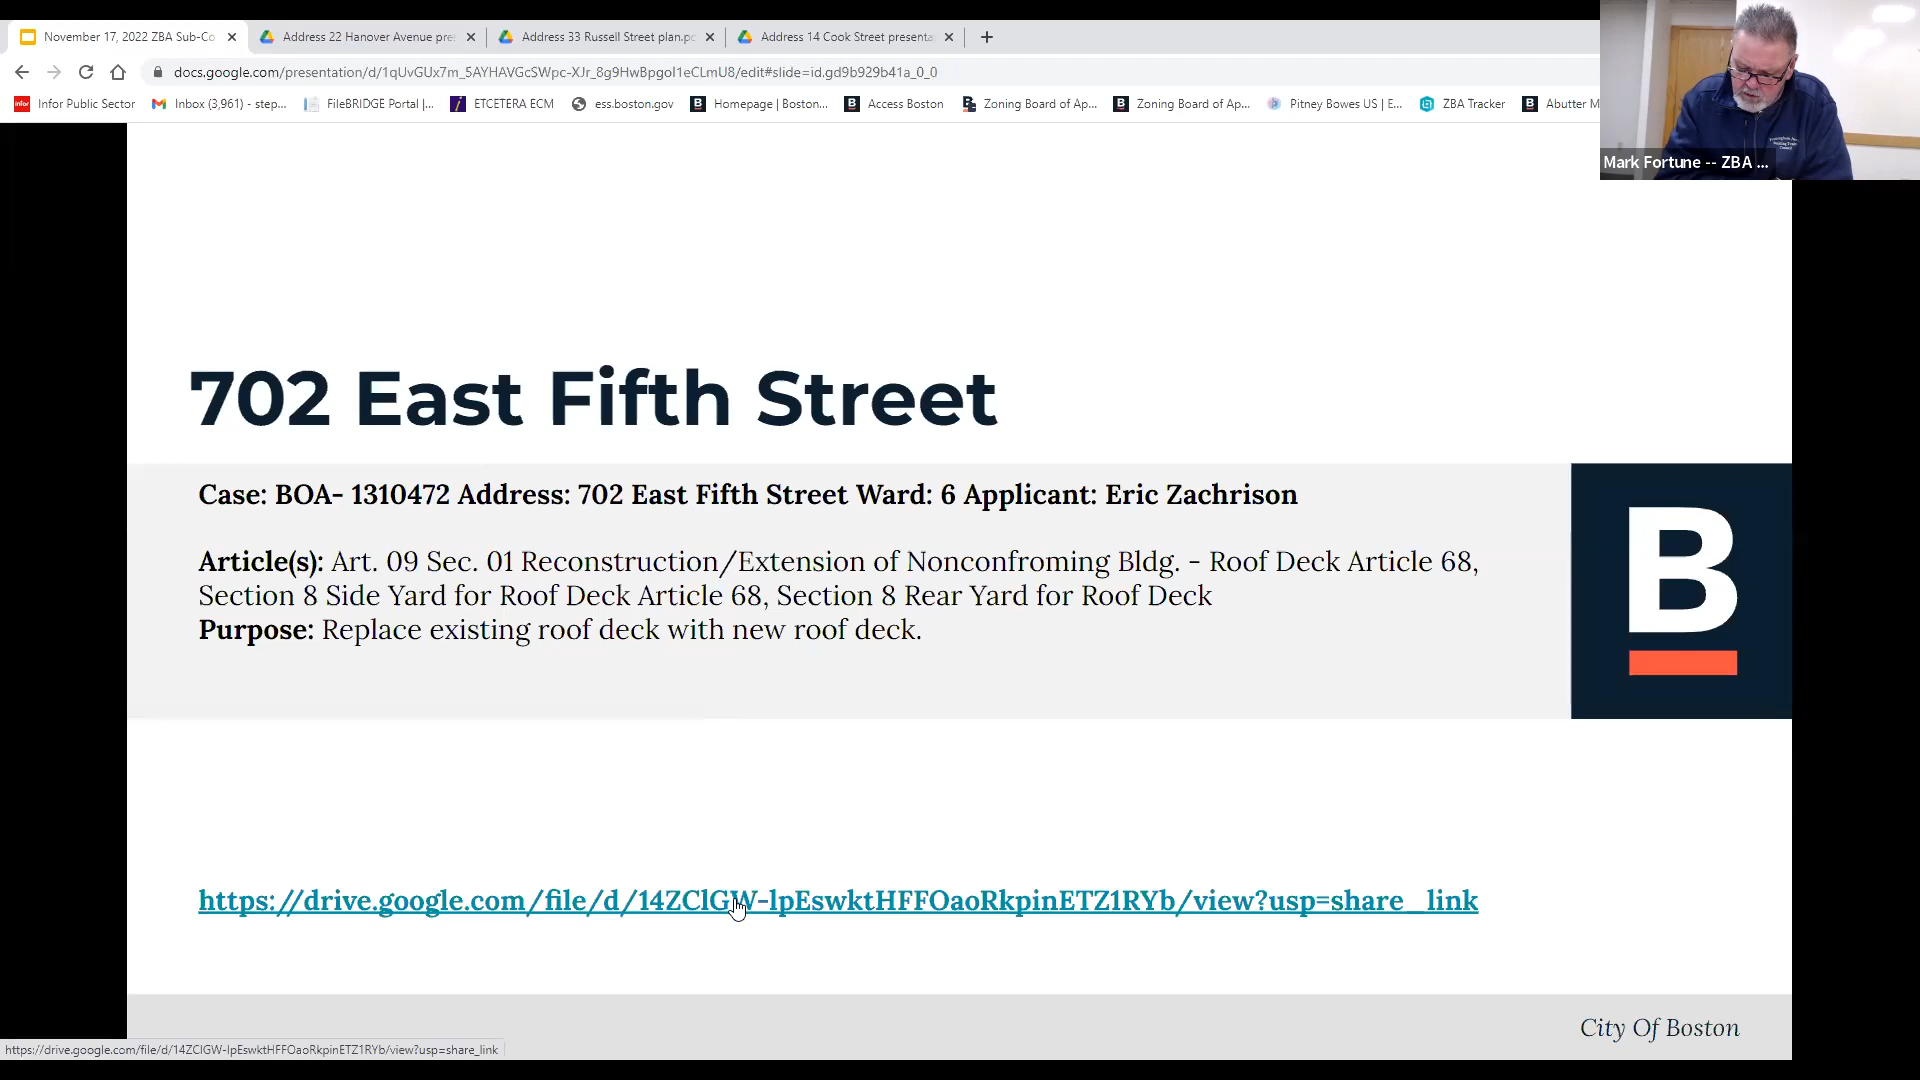 November 17, 2022 ZBA Sub-Co
Address 22 Hanover Avenue pre
Address 33 Russell Street plan.pd
Address 14 Cook Street presenta
docs.google.com/presentation/d/1qUvGUx7m_5AYHAVGcSWpc-XJr_8g9HwBpgoI1eCLmU8/edit#slide=id.gd9b929b41a_0_0
infor Infor Public Sector
Inbox (3,961) - step...
FileBRIDGE Portal |...
ETCETERA ECM
ess.boston.gov
B Homepage | Boston...
B Access Boston
B Zoning Board of Ap...
B Zoning Board of Ap...
Pitney Bowes US | E...
ZBA Tracker
B Abutter M
Mark Fortune -- ZBA ...
702 East Fifth Street
Case: BOA- 1310472 Address: 702 East Fifth Street Ward: 6 Applicant: Eric Zachrison
Article(s): Art. 09 Sec. 01 Reconstruction/Extension of Nonconfroming Bldg. - Roof Deck Article 68,
Section 8 Side Yard for Roof Deck Article 68, Section 8 Rear Yard for Roof Deck
Purpose: Replace existing roof deck with new roof deck.
B
https://drive.google.com/file/d/14ZClGW-lpEswktHFFOaoRkpinETZ1RYb/view?usp=share_link
City Of Boston
https://drive.google.com/file/d/14ZClGW-lpEswktHFFOaoRkpinETZ1RYb/view?usp=share_link